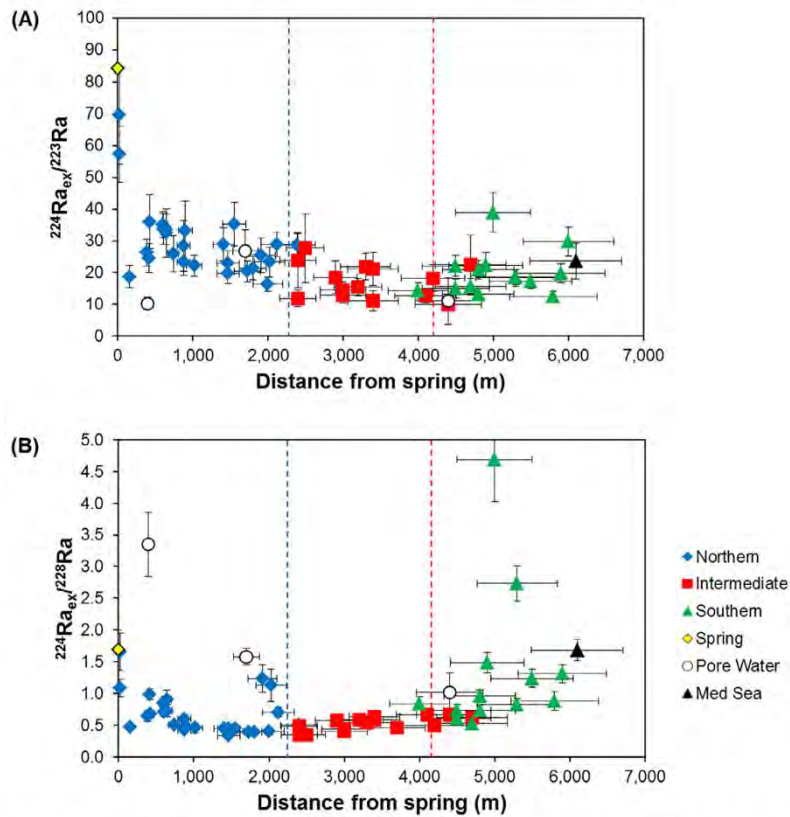 (A)
100
90
80
70
60
50
40
30
20
10
0
²²⁴Raₑₓ/²²³Ra
0 1,000 2,000 3,000 4,000 5,000 6,000 7,000
Distance from spring (m)
(B)
5.0
4.5
4.0
3.5
3.0
2.5
2.0
1.5
1.0
0.5
0.0
²²⁴Raₑₓ/²²⁸Ra
0 1,000 2,000 3,000 4,000 5,000 6,000 7,000
Distance from spring (m)
Northern
Intermediate
Southern
Spring
Pore Water
Med Sea